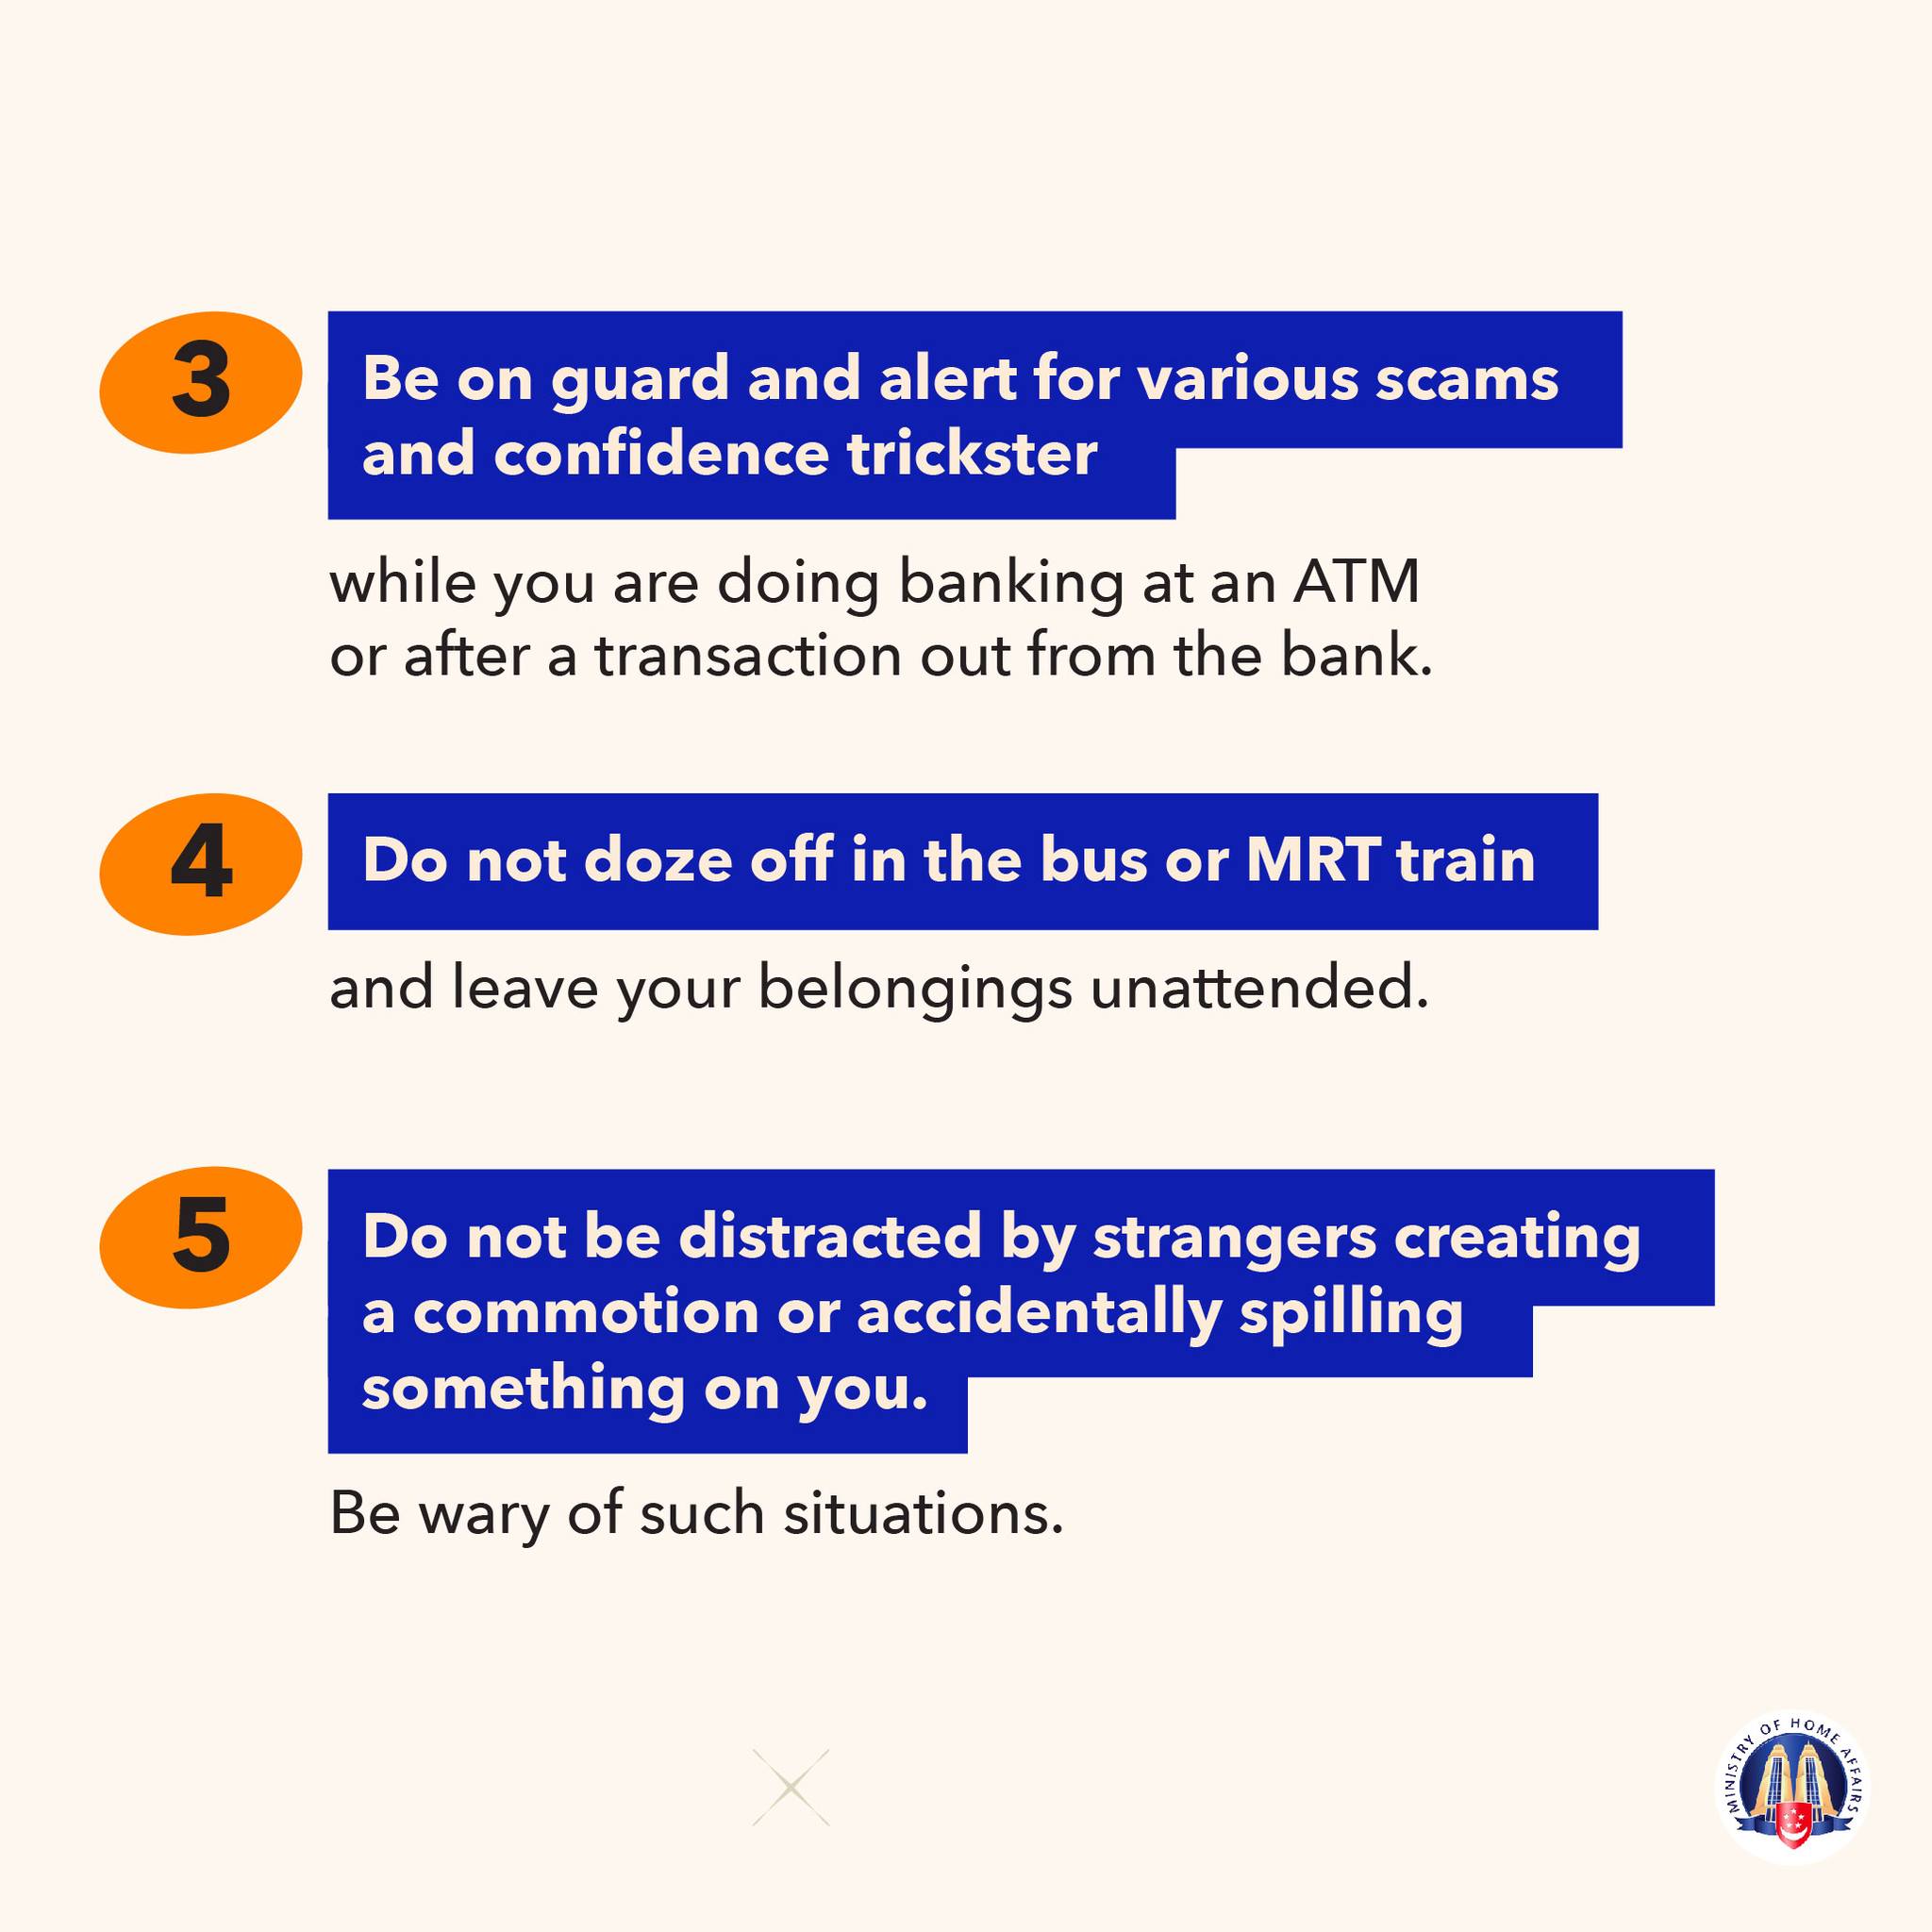 3
Be on guard and alert for various scams
and confidence trickster
while you are doing banking at an ATM
or after a transaction out from the bank.
4
Do not doze off in the bus or MRT train
and leave your belongings unattended.
5
Do not be distracted by strangers creating
a commotion or accidentally spilling
something on you.
Be wary of such situations.
MINISTRY OF HOME AFFAIRS